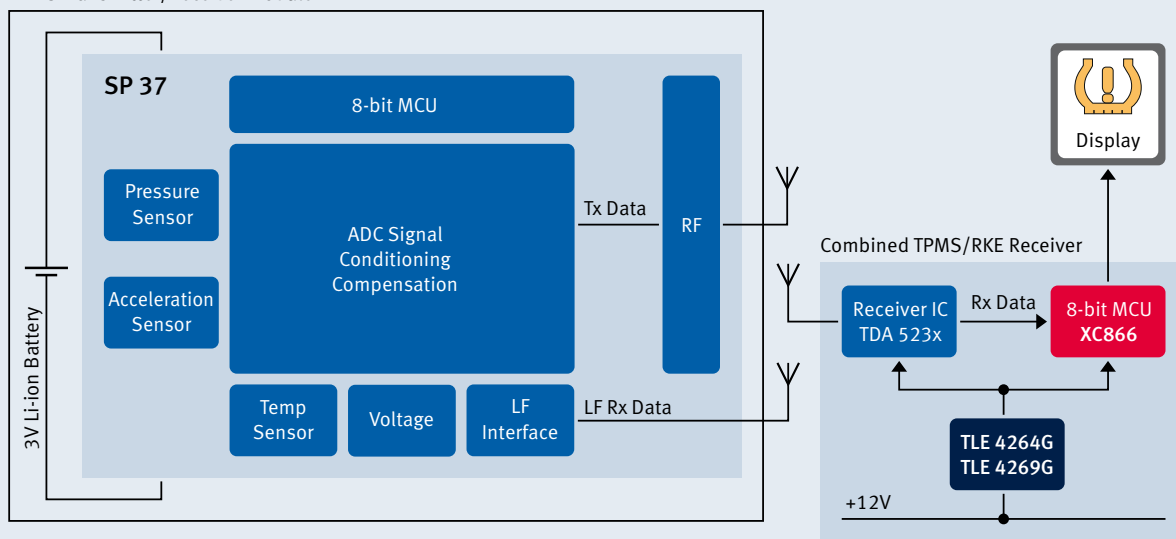 SP 37
8-bit MCU
Pressure
Sensor
Acceleration
Sensor
ADC Signal
Conditioning
Compensation
Tx Data
RF
Temp
Sensor
Voltage
LF
Interface
LF Rx Data
3V Li-ion Battery
Display
Combined TPMS/RKE Receiver
Receiver IC
TDA 523x
Rx Data
8-bit MCU
XC866
TLE 4264G
TLE 4269G
+12V